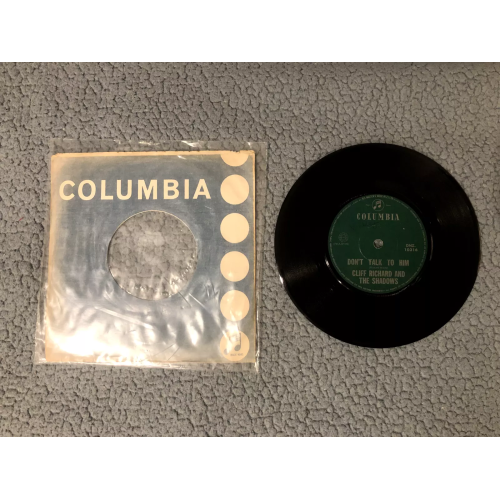 COLUMBIA
COLUMBIA
DON'T TALK TO HIM
CLIFF RICHARD AND
THE SHADOWS